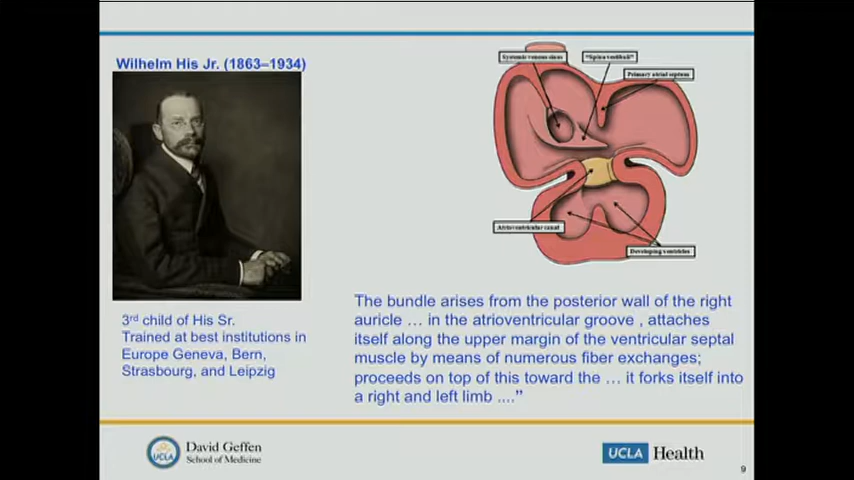 Wilhelm His Jr. (1863–1934)
Systemic venous sinus
"Spina vestibuli"
Primary atrial septum
Atrioventricular canal
Developing ventricles
3rd child of His Sr.
Trained at best institutions in
Europe Geneva, Bern,
Strasbourg, and Leipzig
The bundle arises from the posterior wall of the right
auricle … in the atrioventricular groove , attaches
itself along the upper margin of the ventricular septal
muscle by means of numerous fiber exchanges;
proceeds on top of this toward the … it forks itself into
a right and left limb ....”
UCLA
David Geffen
School of Medicine
UCLA Health
9